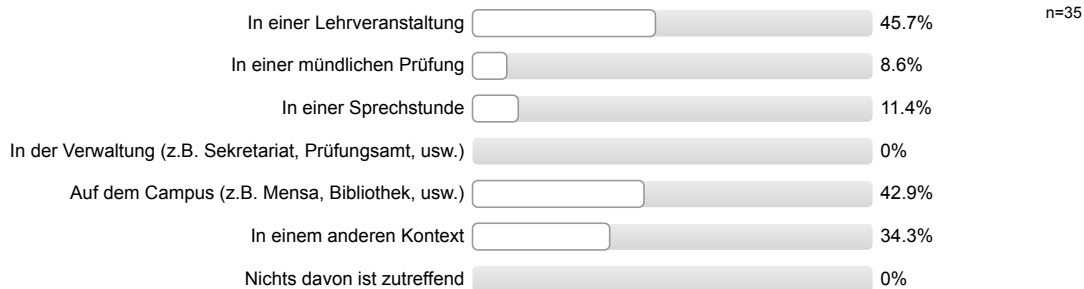 In einer Lehrveranstaltung 45.7% n=35
In einer mündlichen Prüfung 8.6%
In einer Sprechstunde 11.4%
In der Verwaltung (z.B. Sekretariat, Prüfungsamt, usw.) 0%
Auf dem Campus (z.B. Mensa, Bibliothek, usw.) 42.9%
In einem anderen Kontext 34.3%
Nichts davon ist zutreffend 0%